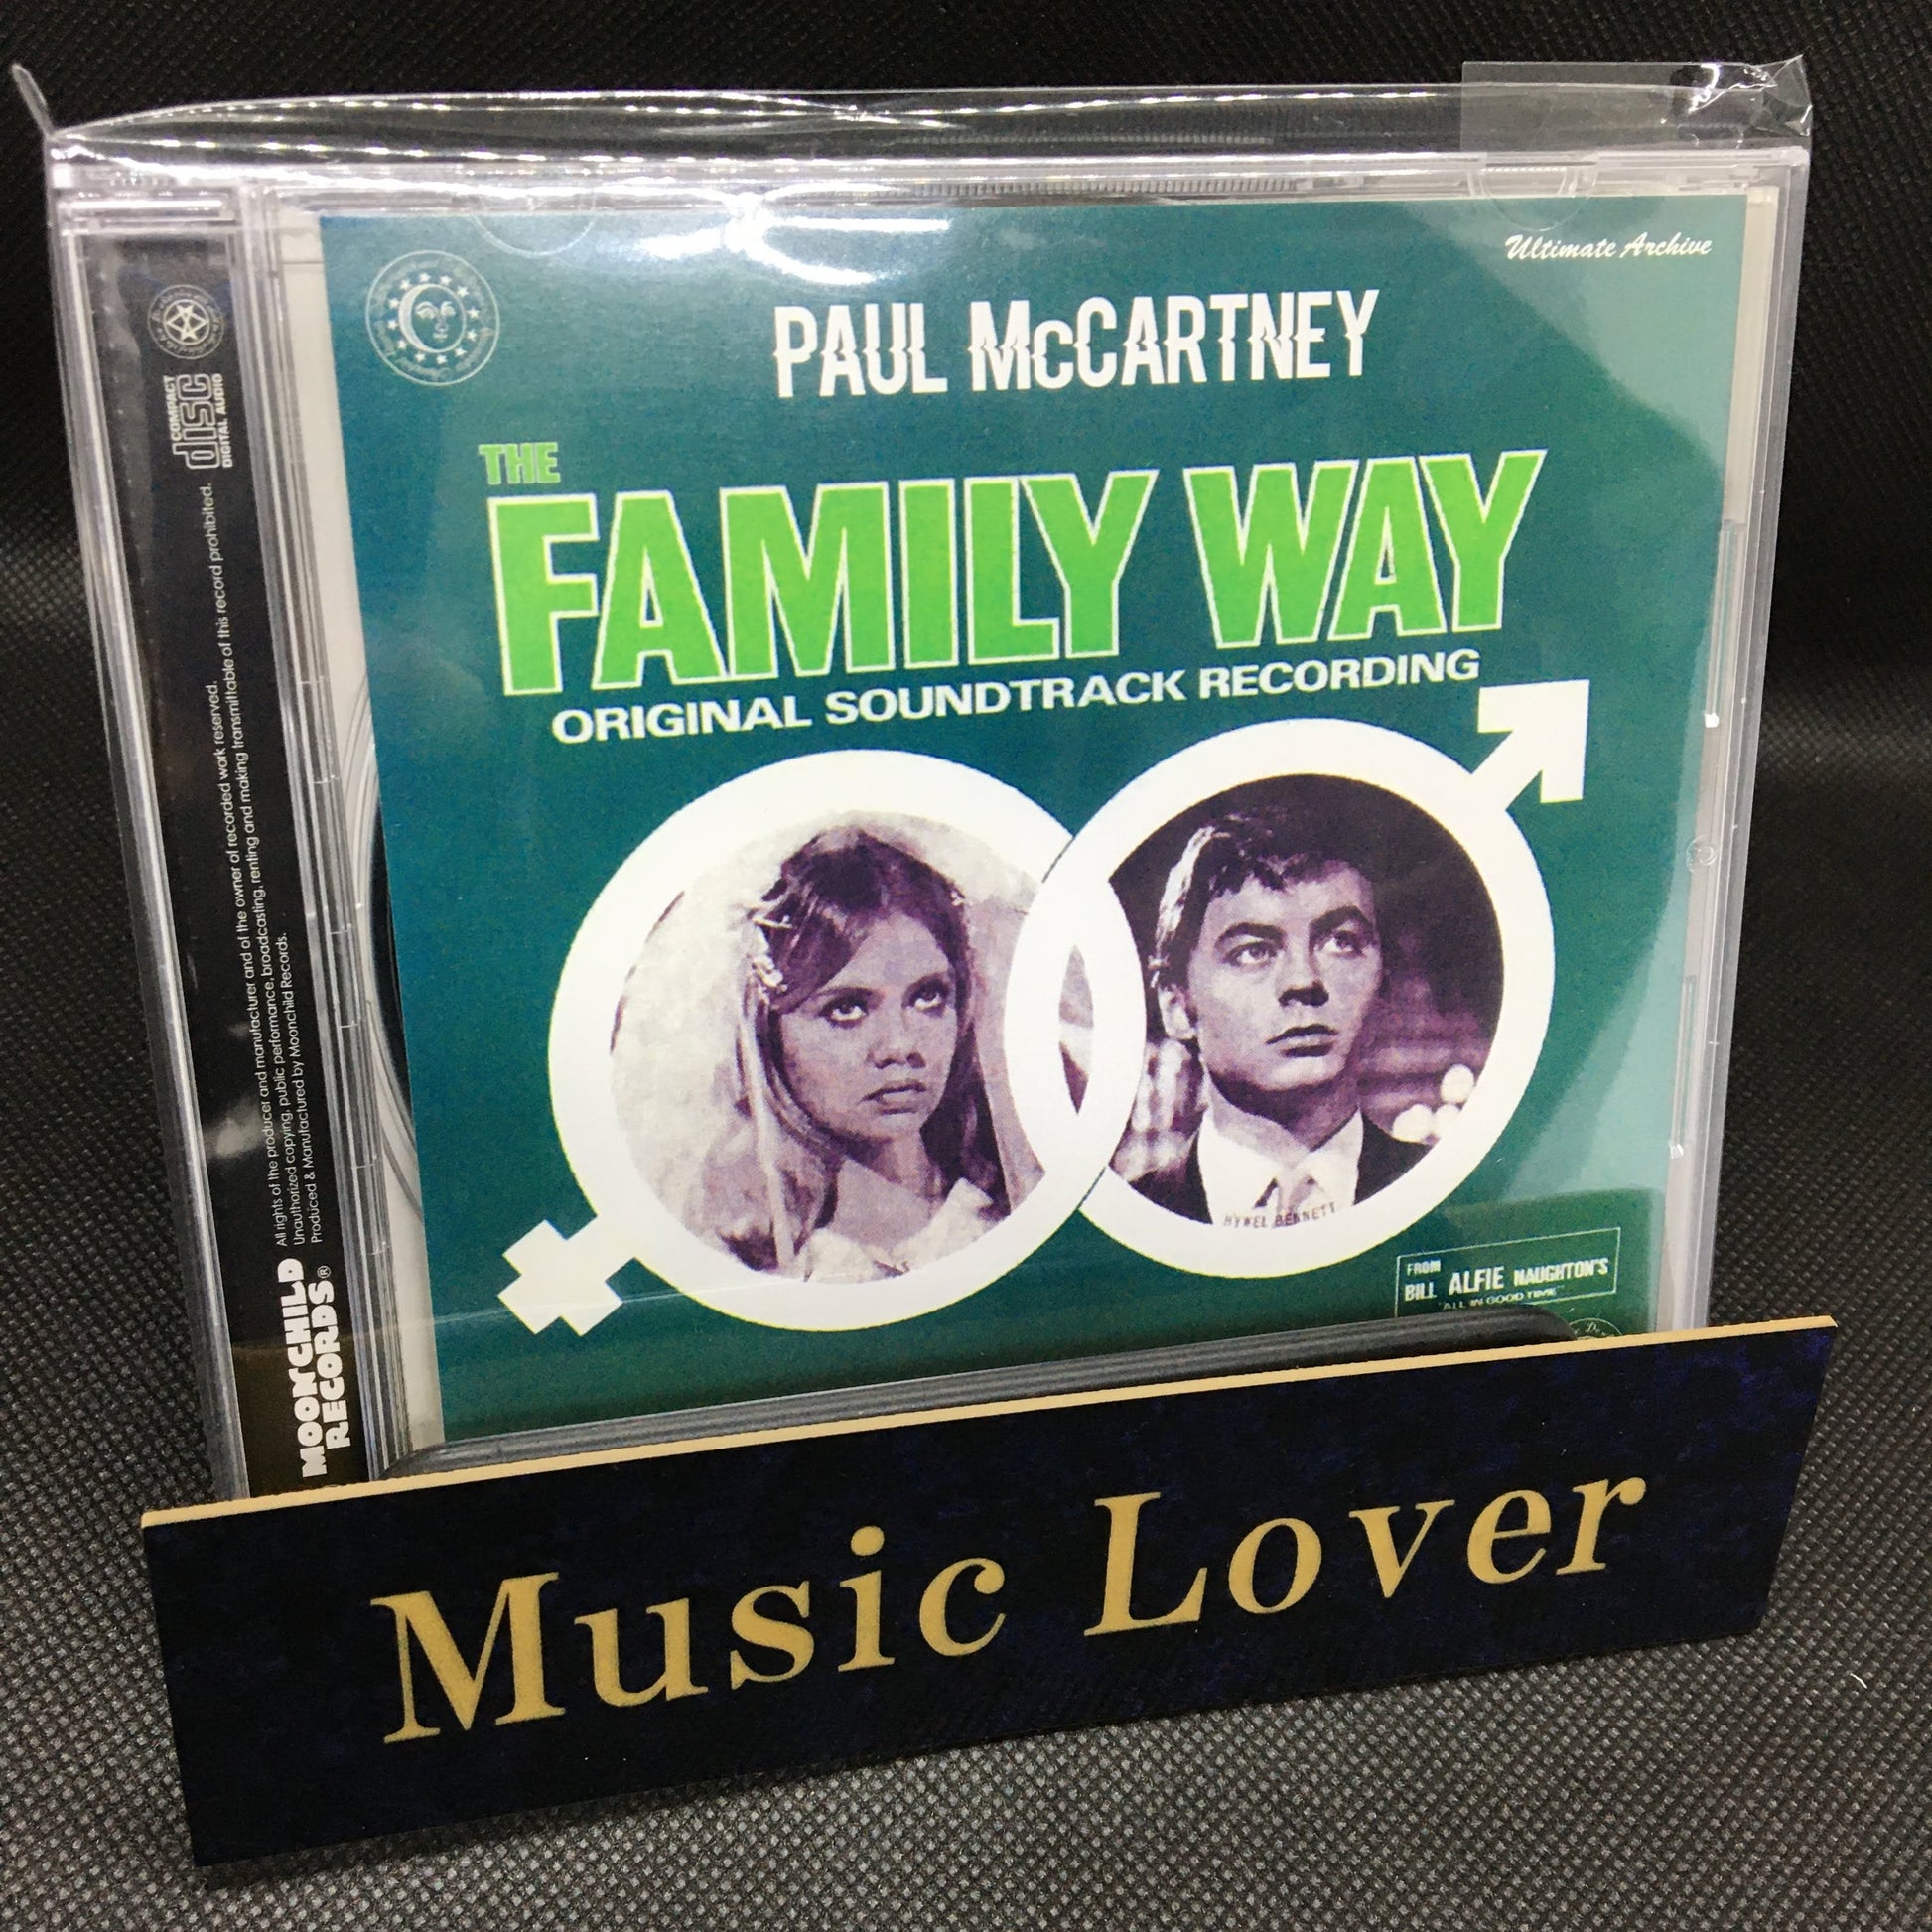 Ultimate Archive
PAUL McCARTNEY
THE
FAMILY WAY
ORIGINAL SOUNDTRACK RECORDING
HYWEL BENNETT
FROM
BILL ALFIE NAUGHTON'S
"ALL IN GOOD TIME"
COMPACT
disc
DIGITAL AUDIO
All rights of the producer and manufacturer and of the owner of recorded work reserved.
Unauthorized copying, public performance, broadcasting, renting and making transmittable of this record prohibited.
Produced & Manufactured by Moonchild Records.
MOONCHILD
RECORDS®
Music Lover